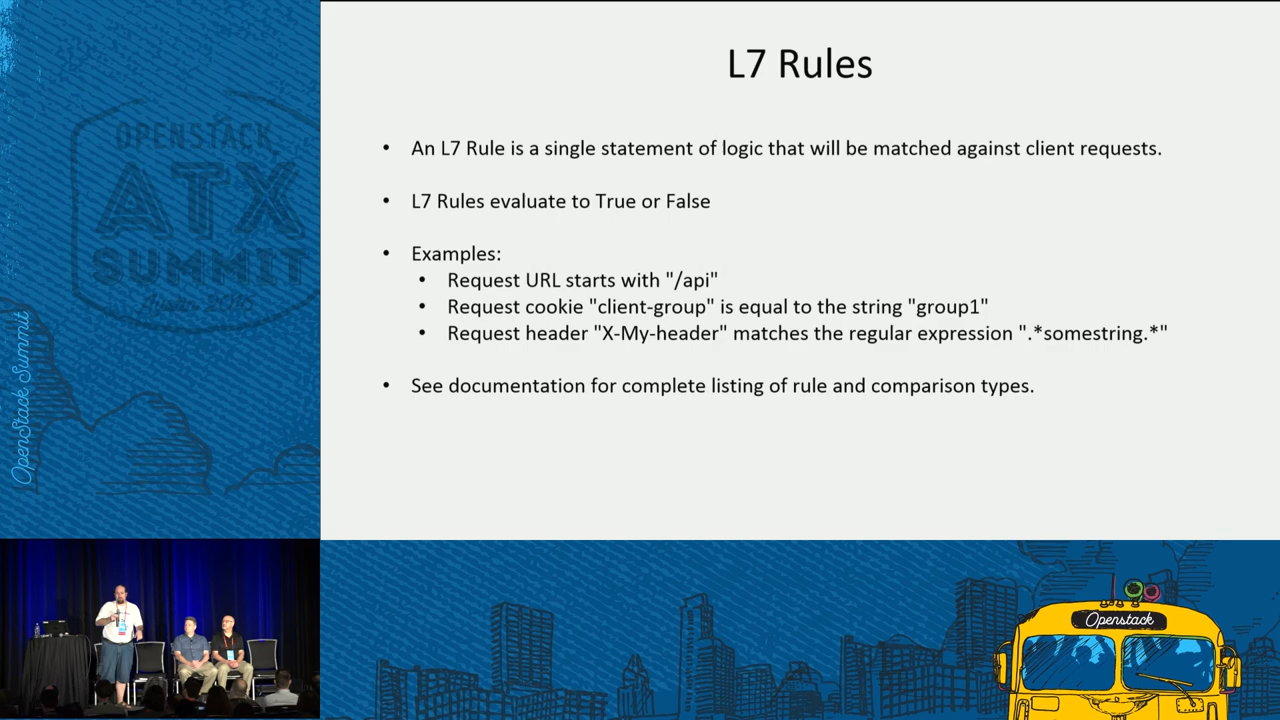 L7 Rules
• An L7 Rule is a single statement of logic that will be matched against client requests.
• L7 Rules evaluate to True or False
• Examples:
• Request URL starts with "/api"
• Request cookie "client-group" is equal to the string "group1"
• Request header "X-My-header" matches the regular expression ".*somestring.*"
• See documentation for complete listing of rule and comparison types.
OPENSTACK
ATX
SUMMIT
OpenStack Summit
Openstack